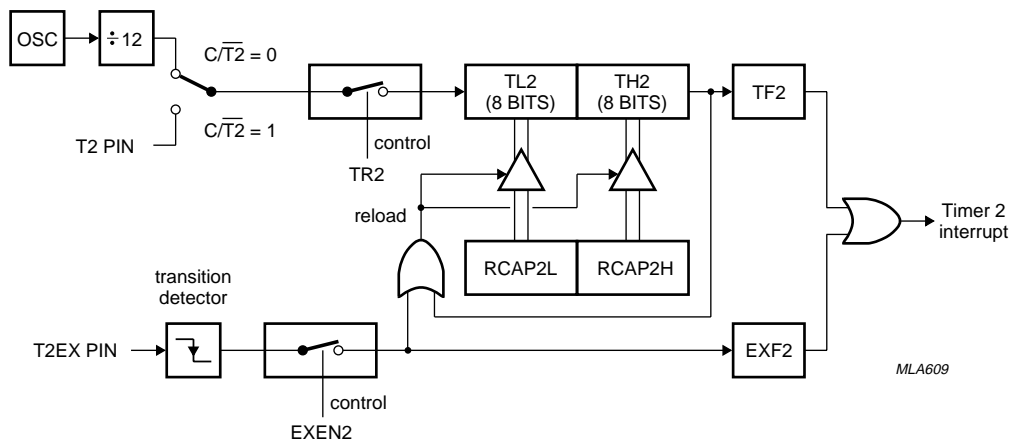 OSC
÷ 12
C/T2̅ = 0
C/T2̅ = 1
T2 PIN
control
TR2
TL2
(8 BITS)
TH2
(8 BITS)
TF2
reload
RCAP2L
RCAP2H
Timer 2
interrupt
transition
detector
T2EX PIN
control
EXEN2
EXF2
MLA609